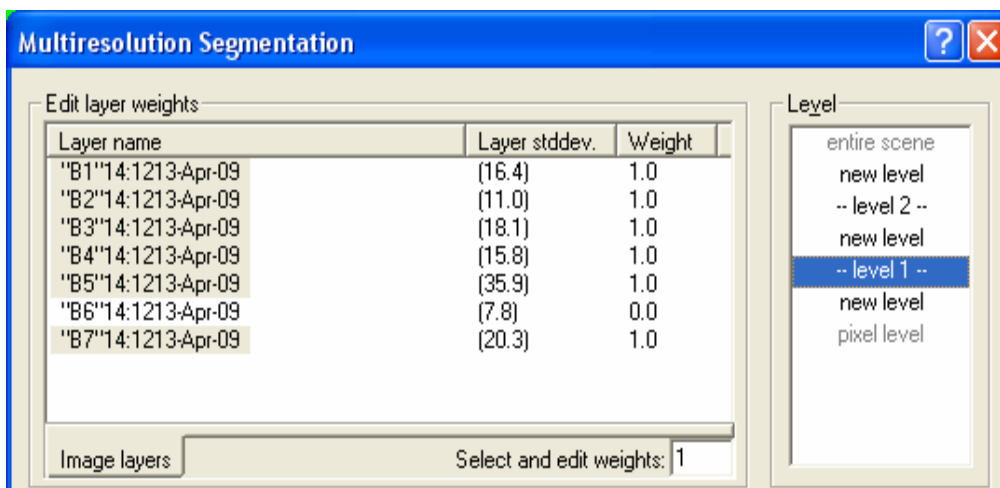 Multiresolution Segmentation
Edit layer weights
Layer name Layer stddev. Weight
"B1"14:1213-Apr-09 (16.4) 1.0
"B2"14:1213-Apr-09 (11.0) 1.0
"B3"14:1213-Apr-09 (18.1) 1.0
"B4"14:1213-Apr-09 (15.8) 1.0
"B5"14:1213-Apr-09 (35.9) 1.0
"B6"14:1213-Apr-09 (7.8) 0.0
"B7"14:1213-Apr-09 (20.3) 1.0
Image layers Select and edit weights: 1
Level
entire scene
new level
-- level 2 --
new level
-- level 1 --
new level
pixel level